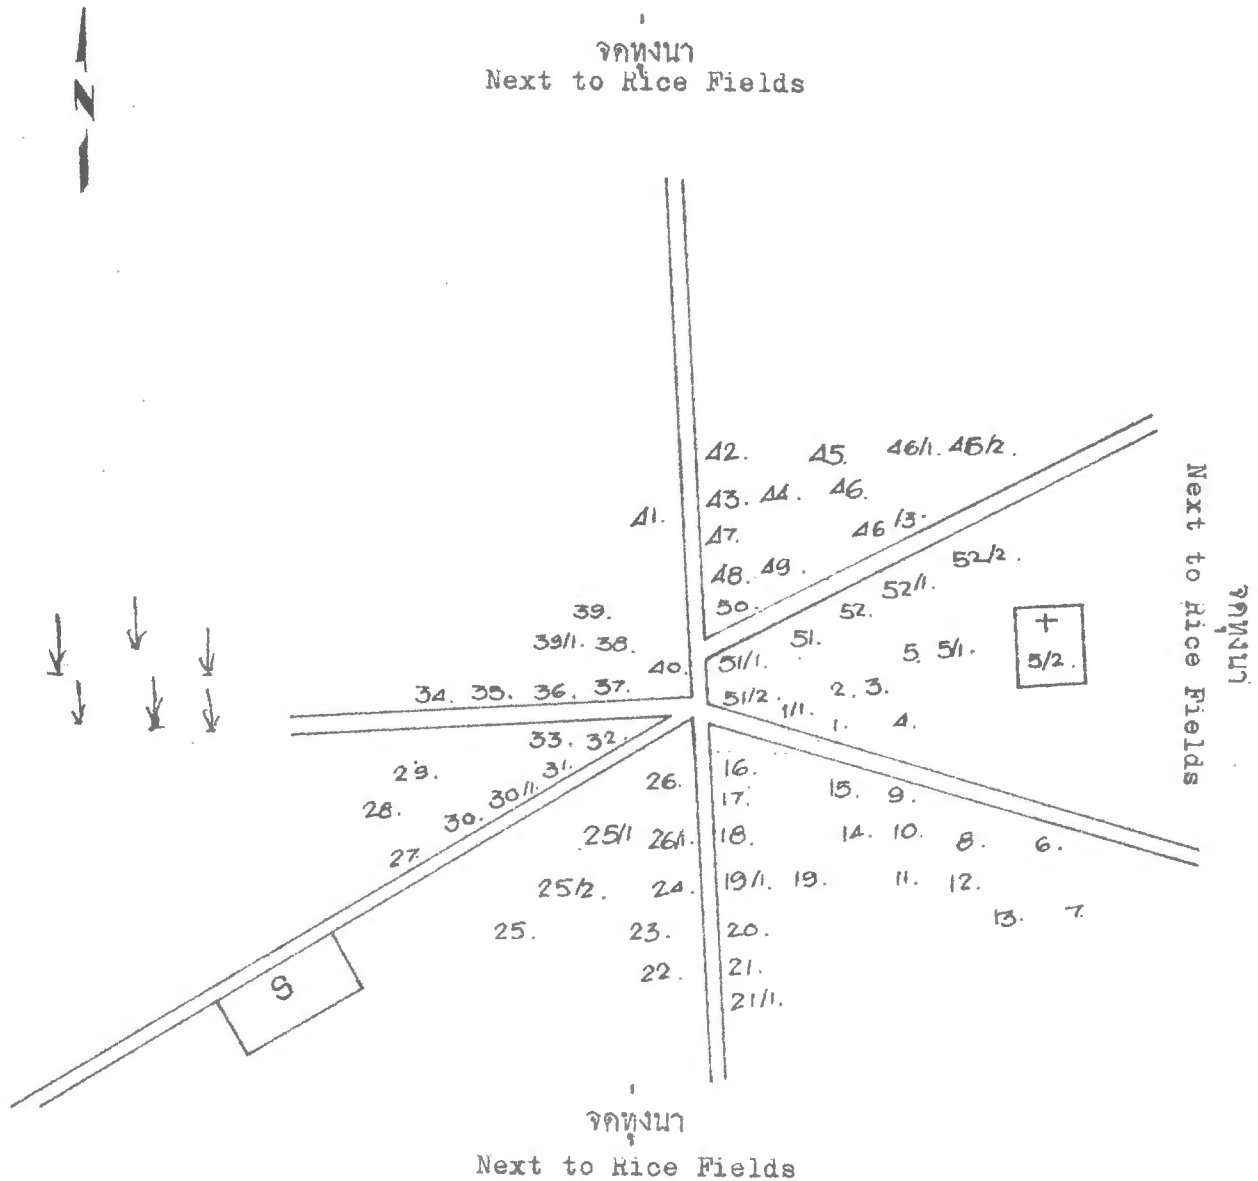 จดทุ่งนา
Next to Rice Fields
N
42. 45. 46/1. 46/2.
43. 44. 46.
41. 47. 46/3.
48. 49. 52/2.
50. 52/1.
39. 52.
39/1. 38. 51. 5. 5/1. +
40. 51/1. 5/2.
34. 35. 36. 37. 51/2. 1/1. 2. 3.
1. 4.
33. 32.
29. 31. 26. 16.
28. 30. 30/1. 17. 15. 9.
27. 25/1 26/1. 18. 14. 10. 8. 6.
25/2. 24. 19/1. 19. 11. 12.
25. 23. 20. 13. 7.
22. 21.
S 21/1.
จดทุ่งนา
Next to Rice Fields
จดทุ่งนา
Next to Rice Fields